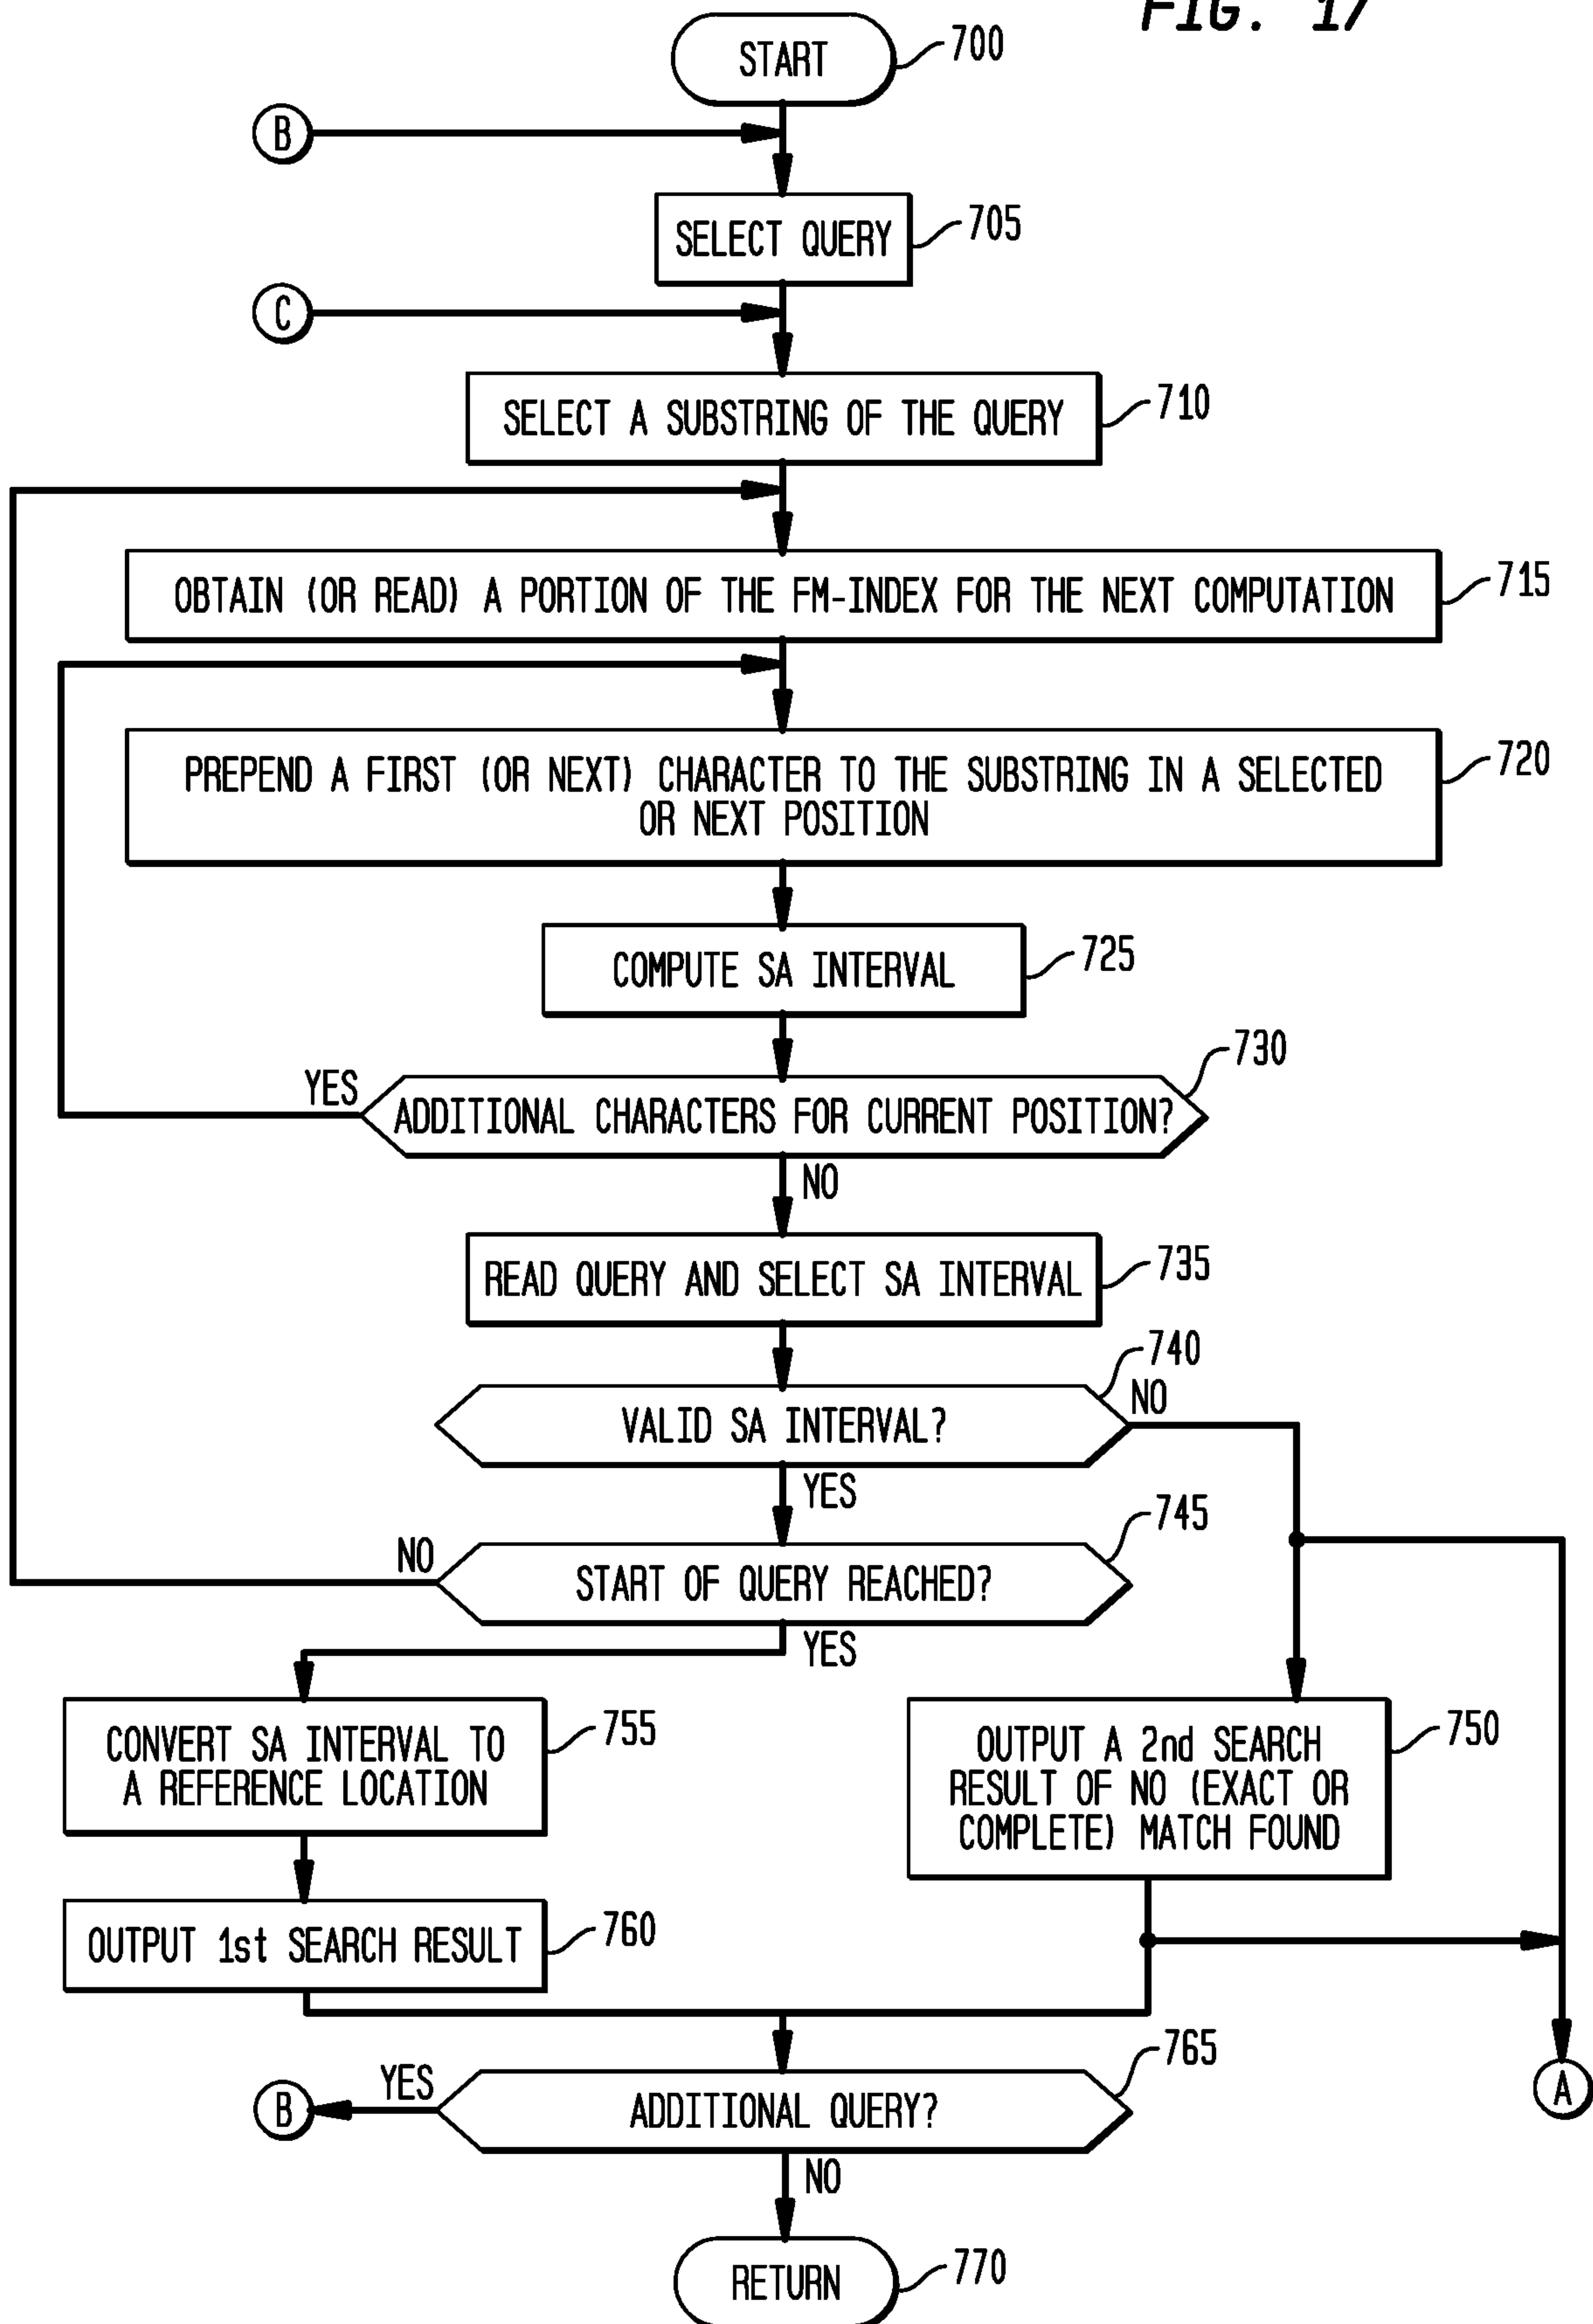 FIG. 17
START
700
B
SELECT QUERY
705
C
SELECT A SUBSTRING OF THE QUERY
710
OBTAIN (OR READ) A PORTION OF THE FM-INDEX FOR THE NEXT COMPUTATION
715
PREPEND A FIRST (OR NEXT) CHARACTER TO THE SUBSTRING IN A SELECTED
OR NEXT POSITION
720
COMPUTE SA INTERVAL
725
730
YES
ADDITIONAL CHARACTERS FOR CURRENT POSITION?
NO
READ QUERY AND SELECT SA INTERVAL
735
740
NO
VALID SA INTERVAL?
YES
745
NO
START OF QUERY REACHED?
YES
CONVERT SA INTERVAL TO
A REFERENCE LOCATION
755
OUTPUT A 2nd SEARCH
RESULT OF NO (EXACT OR
COMPLETE) MATCH FOUND
750
OUTPUT 1st SEARCH RESULT
760
765
YES
B
ADDITIONAL QUERY?
A
NO
RETURN
770